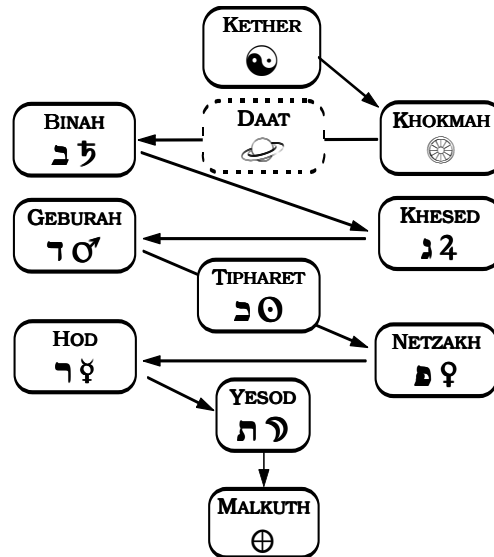 KETHER
☯
BINAH
ב ♄
DAAT
KHOKMAH
GEBURAH
ד ♂
KHESED
ג ♃
TIPHARET
כ ☉
HOD
ר ☿
NETZAKH
פ ♀
YESOD
ת ☽
MALKUTH
⊕